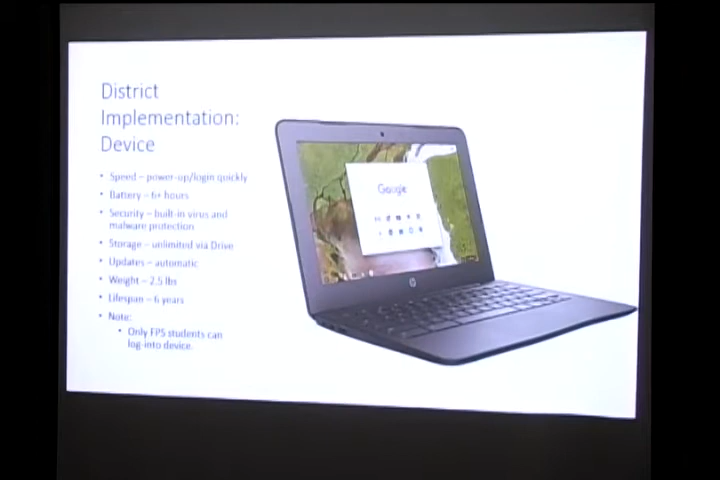 District
Implementation:
Device
• Speed – power-up/login quickly
• Battery – 6+ hours
• Security – built-in virus and
malware protection
• Storage – unlimited via Drive
• Updates – automatic
• Weight – 2.5 lbs
• Lifespan – 6 years
• Note:
• Only FPS students can
log-into device.
Google
hp